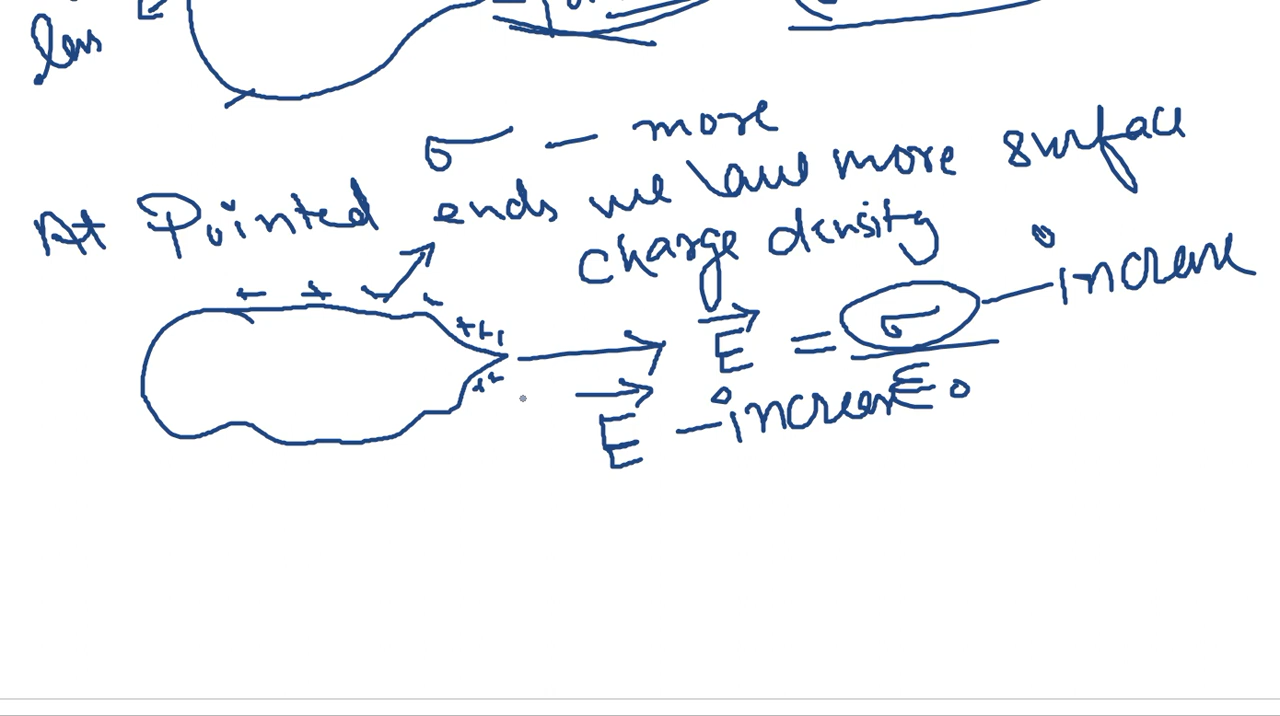 less
σ - more
At Pointed ends we have more surface
charge density
+++
++
E = σ/ε₀ - increase
E - increase